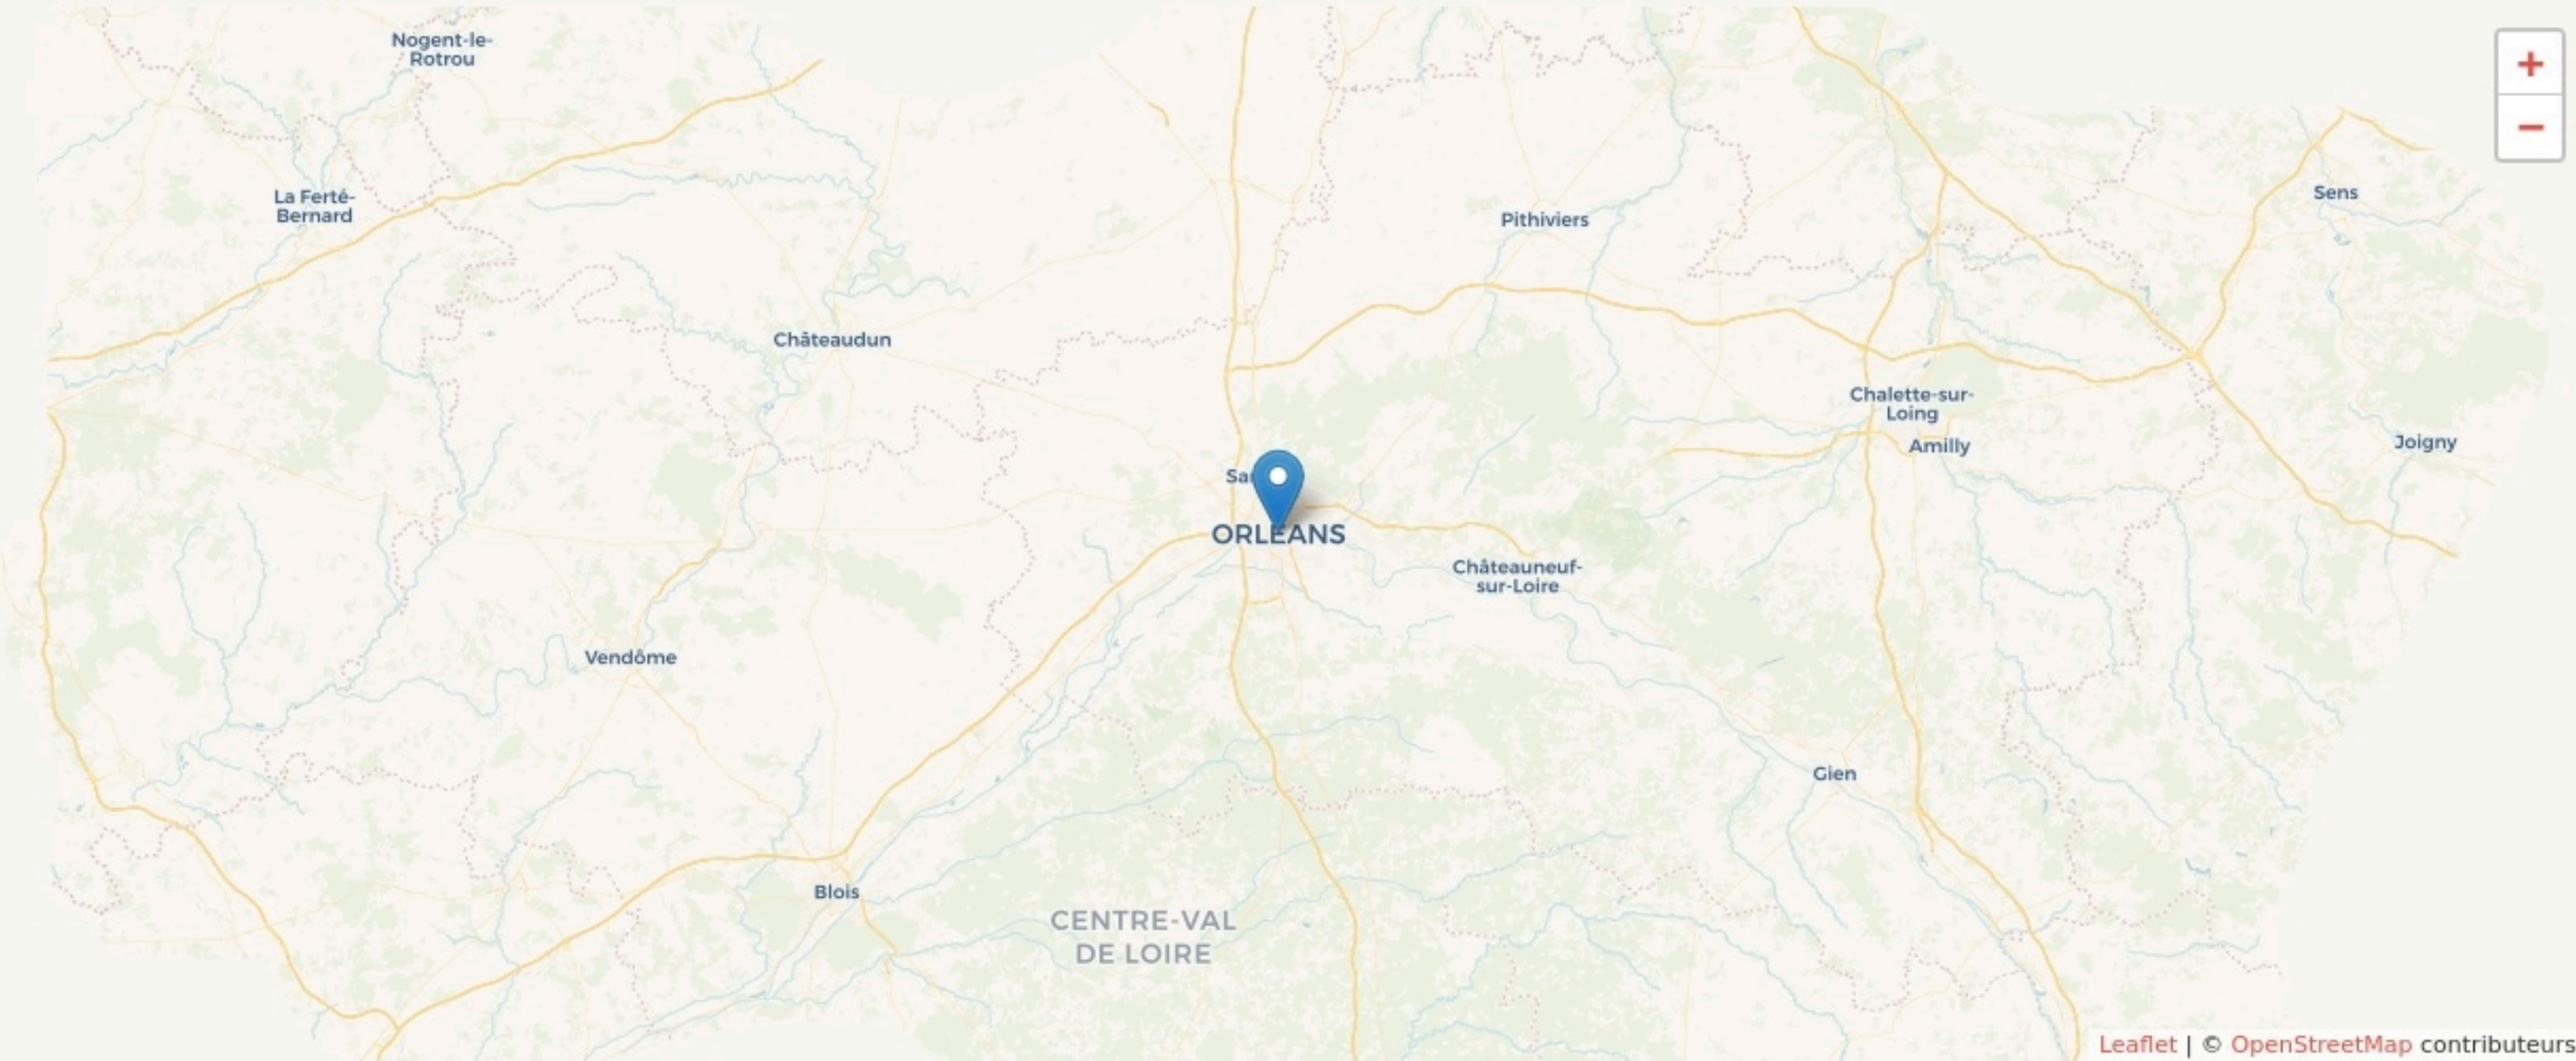 Nogent-le-
Rotrou
+
−
La Ferté-
Bernard
Sens
Pithiviers
Châteaudun
Chalette-sur-
Loing
Amilly
Joigny
ORLÉANS
Châteauneuf-
sur-Loire
Vendôme
Gien
Blois
CENTRE-VAL
DE LOIRE
Leaflet | © OpenStreetMap contributeurs